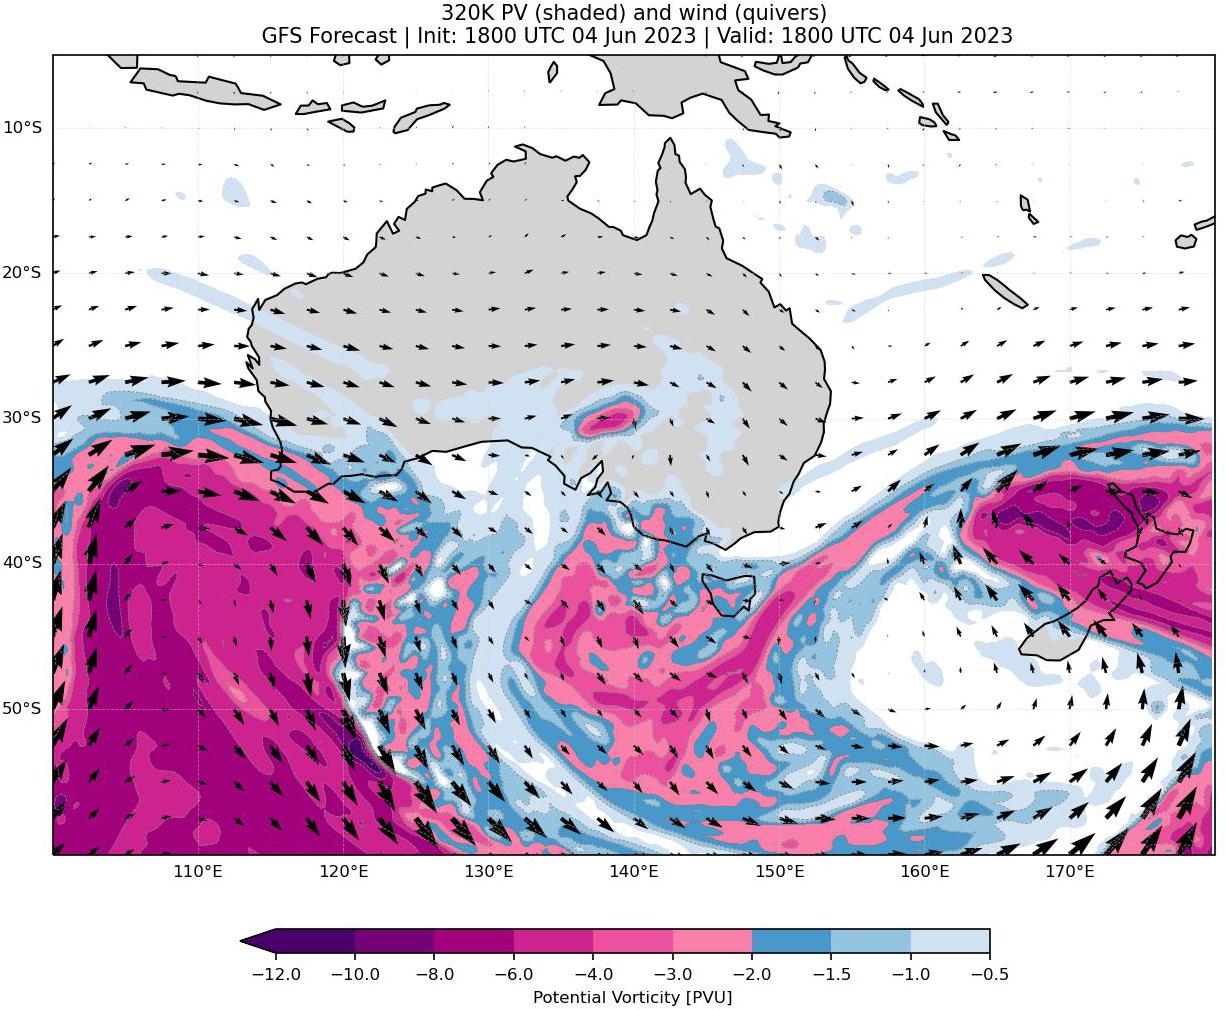 320K PV (shaded) and wind (quivers)
GFS Forecast | Init: 1800 UTC 04 Jun 2023 | Valid: 1800 UTC 04 Jun 2023
10°S
20°S
30°S
40°S
50°S
110°E 120°E 130°E 140°E 150°E 160°E 170°E
−12.0 −10.0 −8.0 −6.0 −4.0 −3.0 −2.0 −1.5 −1.0 −0.5
Potential Vorticity [PVU]